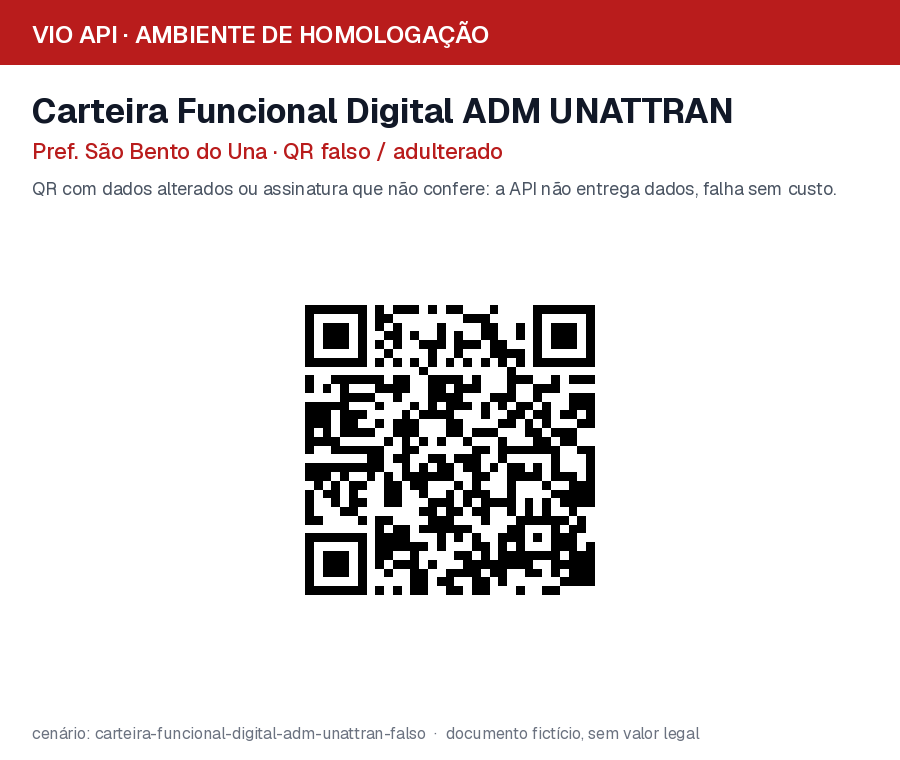 VIO API · AMBIENTE DE HOMOLOGAÇÃO
Carteira Funcional Digital ADM UNATTRAN
Pref. São Bento do Una · QR falso / adulterado
QR com dados alterados ou assinatura que não confere: a API não entrega dados, falha sem custo.
cenário: carteira-funcional-digital-adm-unattran-falso · documento fictício, sem valor legal